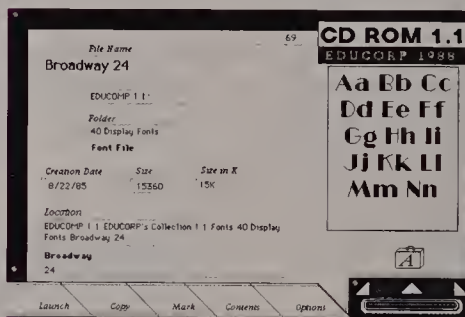 69
File Name
Broadway 24
EDUCOMP 1 1
Folder
40 Display Fonts
Font File
Creation Date Size Size in K
8/22/85 15360 15K
Location
EDUCOMP 1 1 EDUCORP's Collection 1 1 Fonts 40 Display
Fonts Broadway 24
Broadway
24
Launch Copy Mark Contents Options
CD ROM 1.1
EDUCORP 1988
Aa Bb Cc
Dd Ee Ff
Gg Hh Ii
Jj Kk Ll
Mm Nn
A